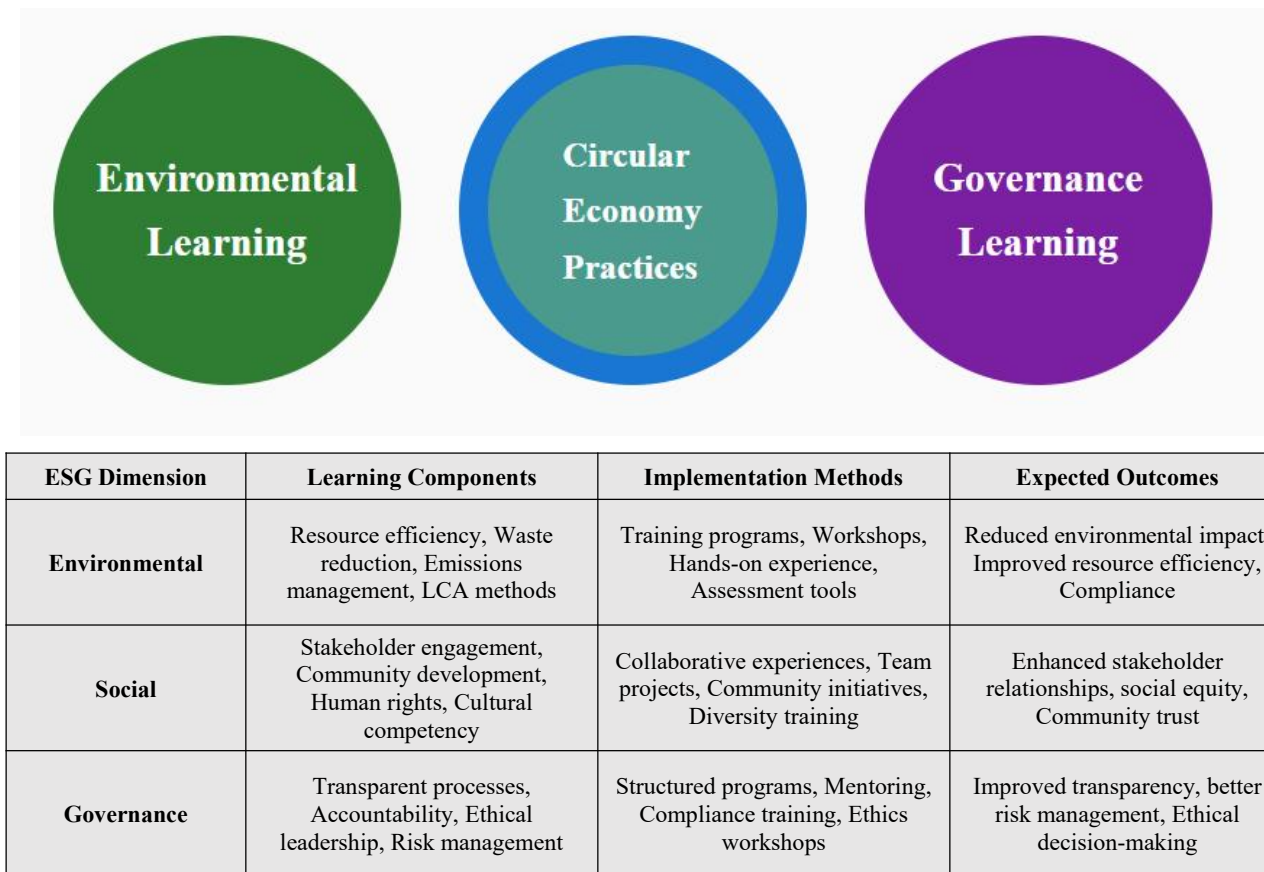 Environmental
Learning
Circular
Economy
Practices
Governance
Learning
ESG Dimension
Learning Components
Implementation Methods
Expected Outcomes
Environmental
Resource efficiency, Waste
reduction, Emissions
management, LCA methods
Training programs, Workshops,
Hands-on experience,
Assessment tools
Reduced environmental impact
Improved resource efficiency,
Compliance
Social
Stakeholder engagement,
Community development,
Human rights, Cultural
competency
Collaborative experiences, Team
projects, Community initiatives,
Diversity training
Enhanced stakeholder
relationships, social equity,
Community trust
Governance
Transparent processes,
Accountability, Ethical
leadership, Risk management
Structured programs, Mentoring,
Compliance training, Ethics
workshops
Improved transparency, better
risk management, Ethical
decision-making